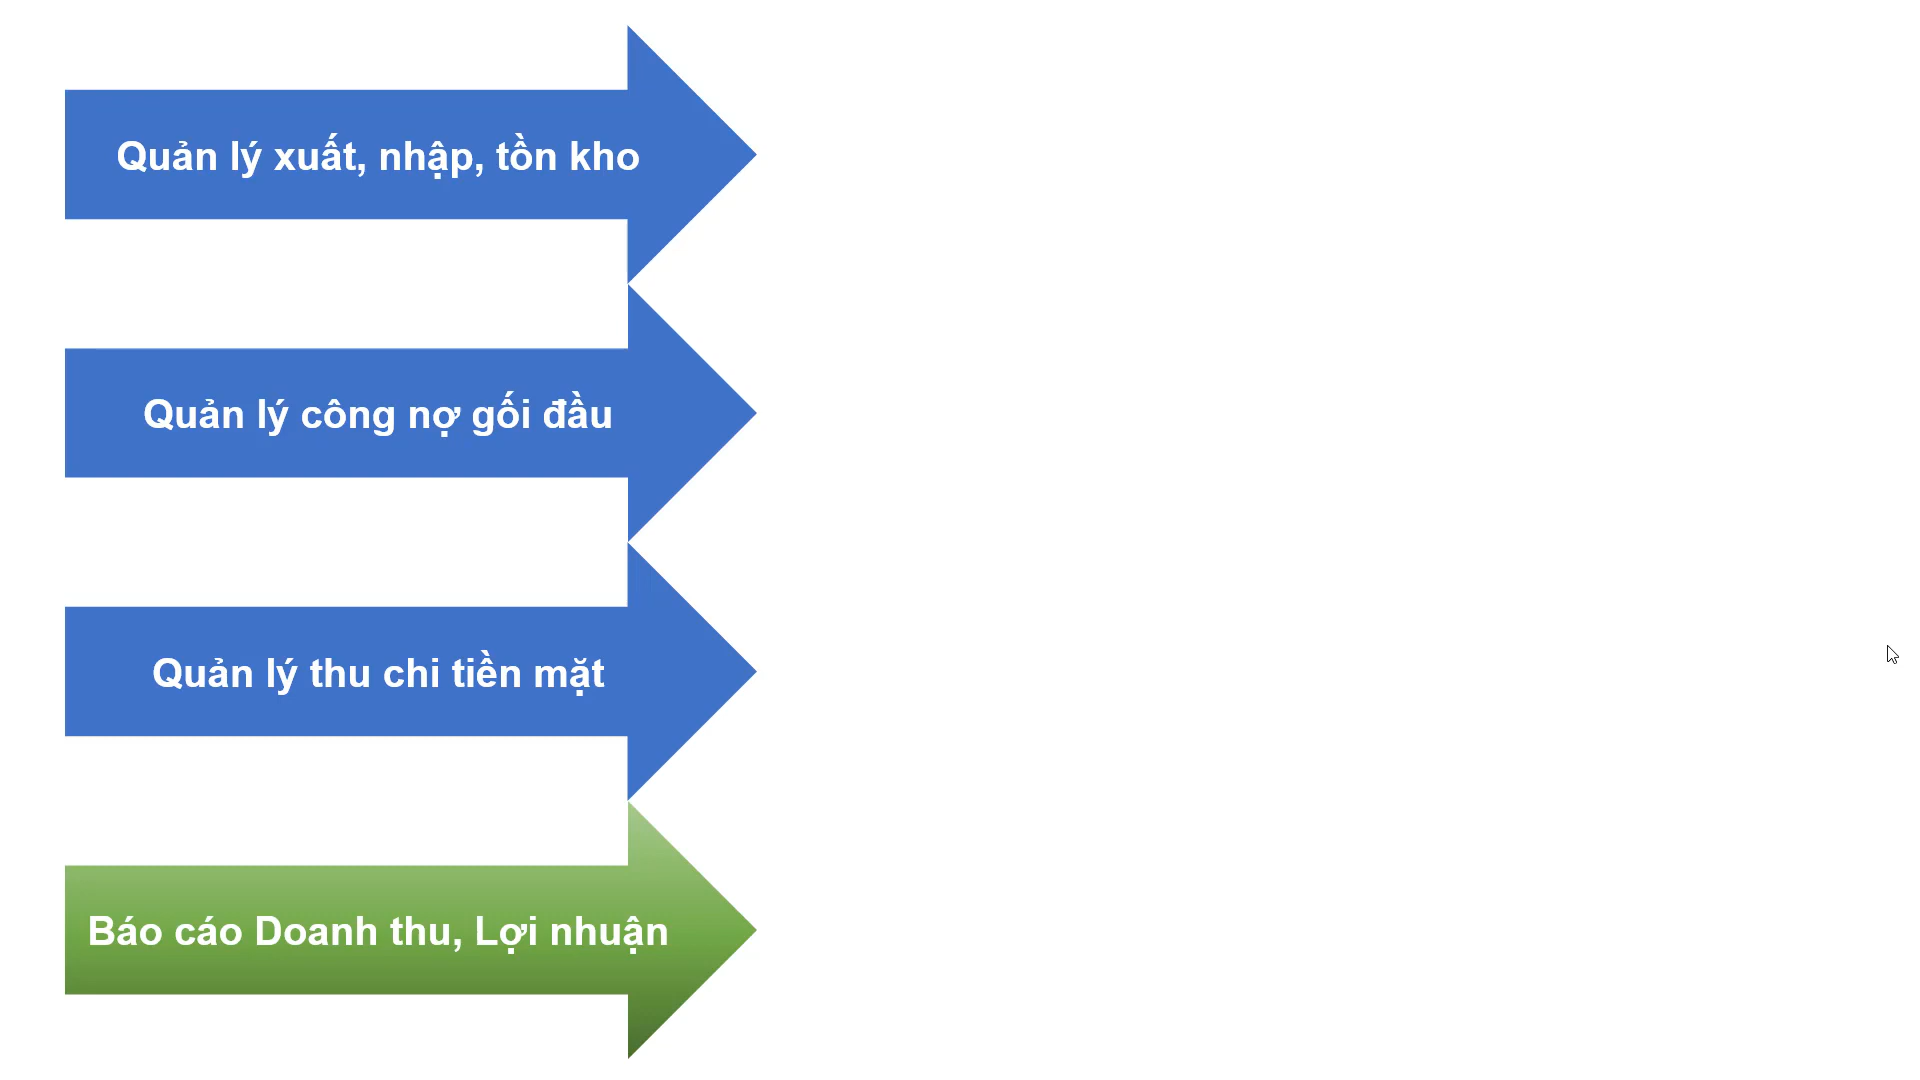 Quản lý xuất, nhập, tồn kho
Quản lý công nợ gối đầu
Quản lý thu chi tiền mặt
Báo cáo Doanh thu, Lợi nhuận